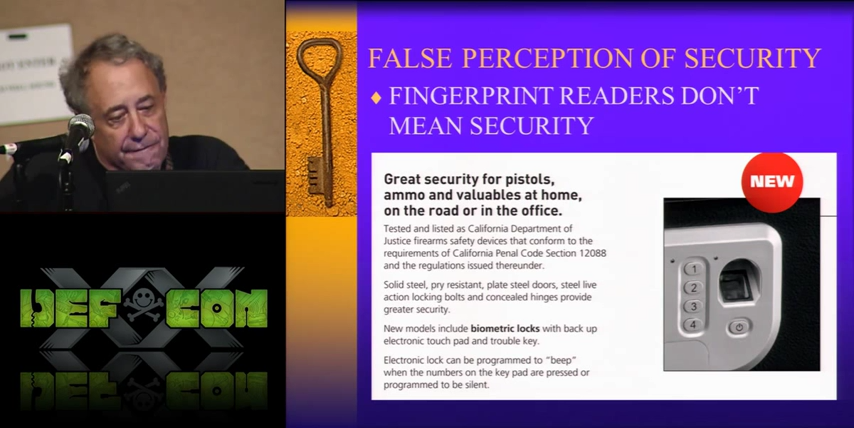 FALSE PERCEPTION OF SECURITY
FINGERPRINT READERS DON'T
MEAN SECURITY
Great security for pistols,
ammo and valuables at home,
on the road or in the office.
Tested and listed as California Department of
Justice firearms safety devices that conform to the
requirements of California Penal Code Section 12088
and the regulations issued thereunder.
Solid steel, pry resistant, plate steel doors, steel live
action locking bolts and concealed hinges provide
greater security.
New models include biometric locks with back up
electronic touch pad and trouble key.
Electronic lock can be programmed to "beep"
when the numbers on the key pad are pressed or
programmed to be silent.
NEW
1
2
3
4
XX
DEF CON
DEF CON